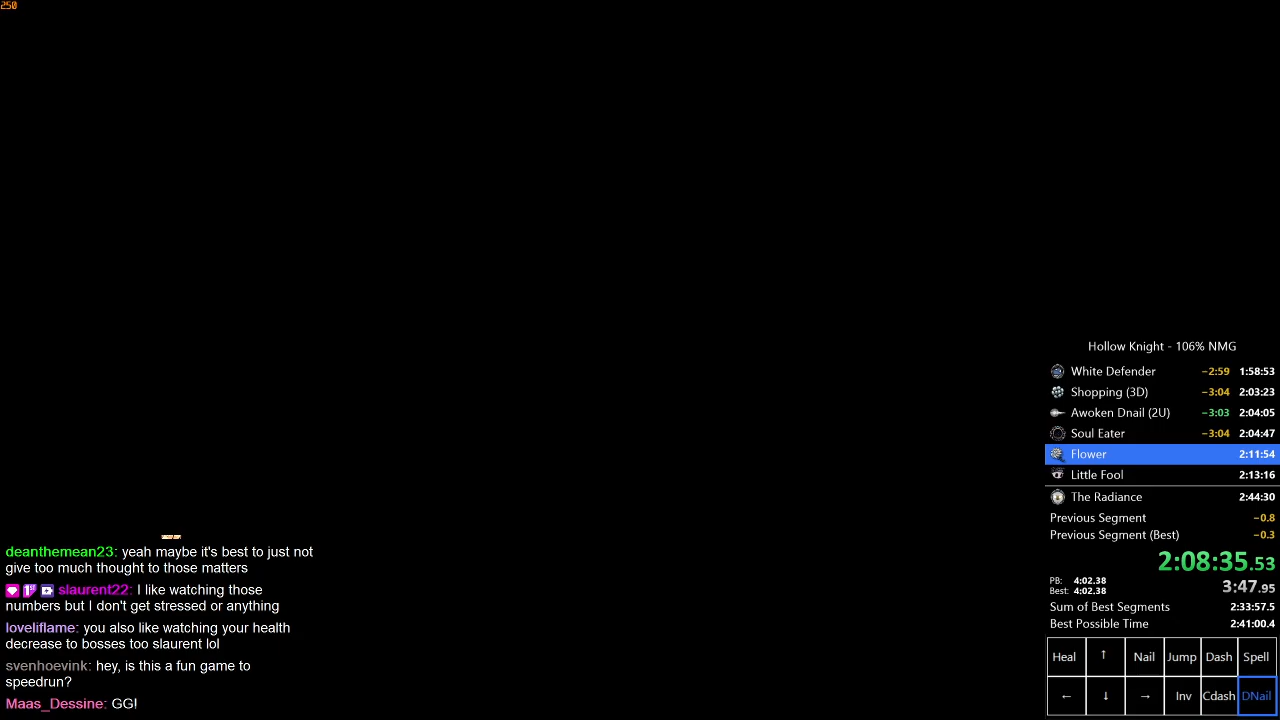 250
Hollow Knight - 106% NMG
White Defender −2:59 1:58:53
Shopping (3D) −3:04 2:03:23
Awoken Dnail (2U) −3:03 2:04:05
Soul Eater −3:04 2:04:47
Flower 2:11:54
Little Fool 2:13:16
The Radiance 2:44:30
Previous Segment −0.8
Previous Segment (Best) −0.3
2:08:35.53
PB: 4:02.38
Best: 4:02.38
3:47.95
Sum of Best Segments 2:33:57.5
Best Possible Time 2:41:00.4
Heal ↑ Nail Jump Dash Spell
← ↓ → Inv Cdash DNail
deanthemean23: yeah maybe it's best to just not
give too much thought to those matters
slaurent22: I like watching those
numbers but I don't get stressed or anything
loveliflame: you also like watching your health
decrease to bosses too slaurent lol
svenhoevink: hey, is this a fun game to
speedrun?
Maas_Dessine: GG!